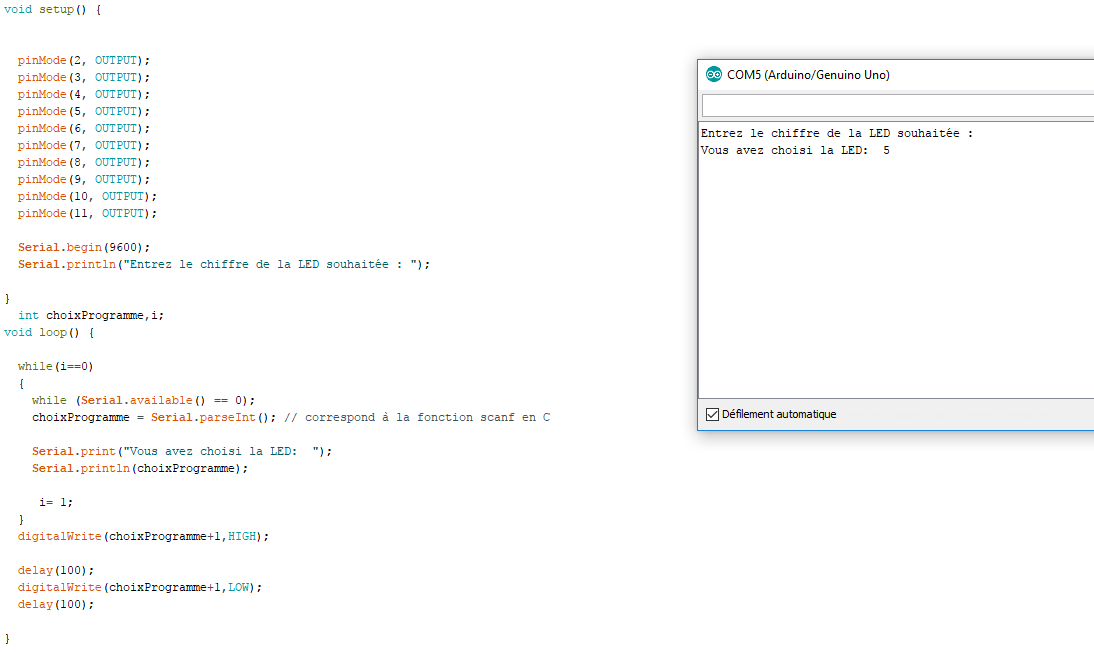 void setup() {
pinMode(2, OUTPUT);
pinMode(3, OUTPUT);
pinMode(4, OUTPUT);
pinMode(5, OUTPUT);
pinMode(6, OUTPUT);
pinMode(7, OUTPUT);
pinMode(8, OUTPUT);
pinMode(9, OUTPUT);
pinMode(10, OUTPUT);
pinMode(11, OUTPUT);
Serial.begin(9600);
Serial.println("Entrez le chiffre de la LED souhaitée : ");
}
int choixProgramme,i;
void loop() {
while(i==0)
{
while (Serial.available() == 0);
choixProgramme = Serial.parseInt(); // correspond à la fonction scanf en C
Serial.print("Vous avez choisi la LED:  ");
Serial.println(choixProgramme);
i= 1;
}
digitalWrite(choixProgramme+1,HIGH);
delay(100);
digitalWrite(choixProgramme+1,LOW);
delay(100);
}
COM5 (Arduino/Genuino Uno)
Entrez le chiffre de la LED souhaitée :
Vous avez choisi la LED:  5
Défilement automatique